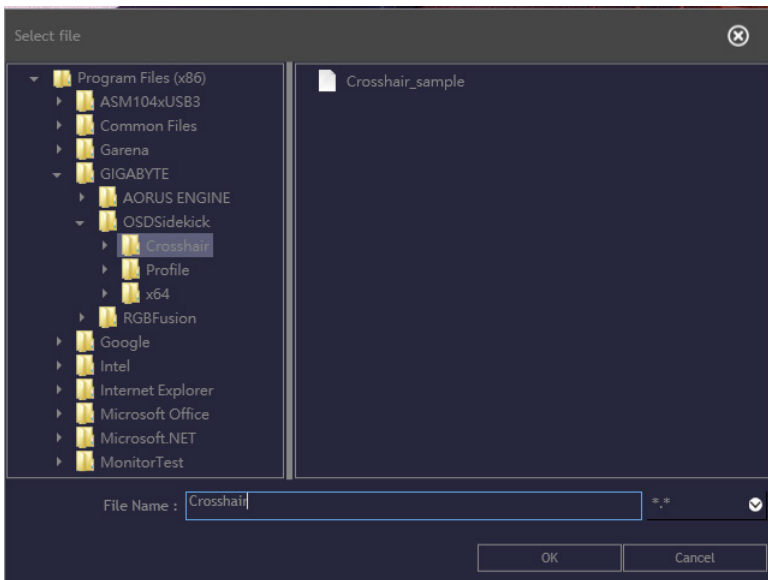 Select file
Program Files (x86)
ASM104xUSB3
Common Files
Garena
GIGABYTE
AORUS ENGINE
OSDSidekick
Crosshair
Profile
x64
RGBFusion
Google
Intel
Internet Explorer
Microsoft Office
Microsoft.NET
MonitorTest
Crosshair_sample
File Name : Crosshair *.*
OK Cancel